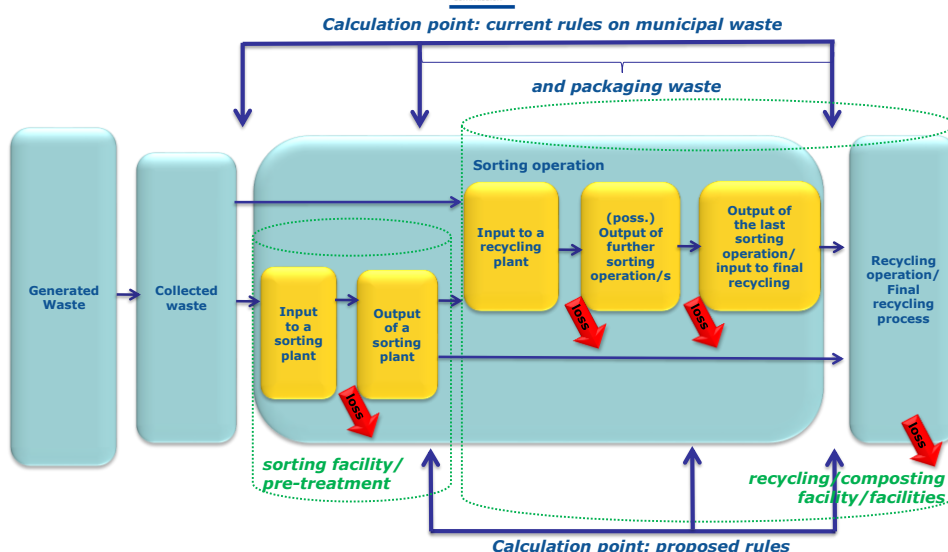 Calculation point: current rules on municipal waste
and packaging waste
Sorting operation
Generated
Waste
Collected
waste
Input
to a
sorting
plant
Output
of a
sorting
plant
Input to a
recycling
plant
(poss.)
Output of
further
sorting
operation/s
Output of
the last
sorting
operation/
input to final
recycling
Recycling
operation/
Final
recycling
process
loss
loss
loss
loss
sorting facility/
pre-treatment
recycling/composting
facility/facilities
Calculation point: proposed rules